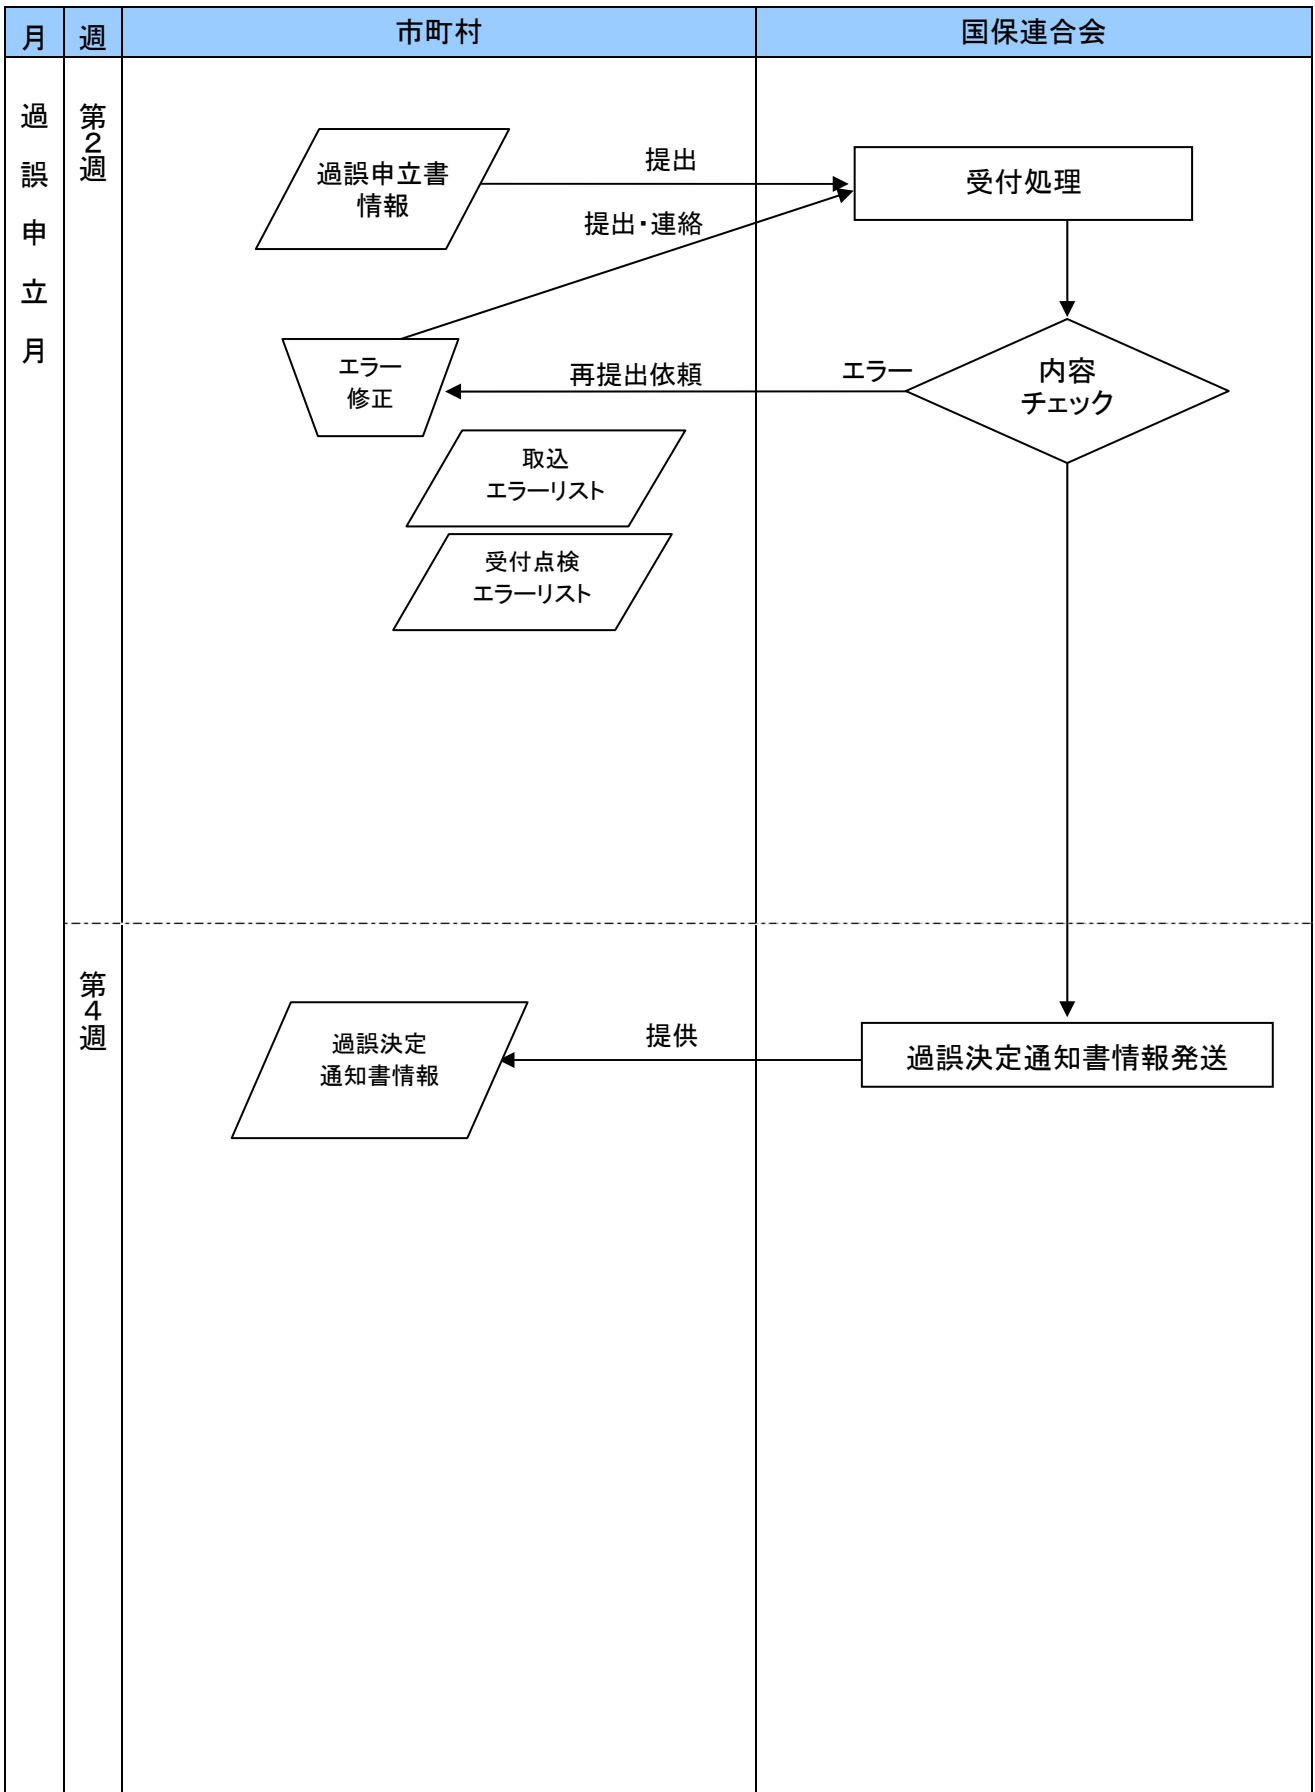 月
週
市町村
国保連合会
過誤申立月
第2週
過誤申立書
情報
提出
受付処理
提出・連絡
エラー
修正
再提出依頼
エラー
内容
チェック
取込
エラーリスト
受付点検
エラーリスト
第4週
過誤決定
通知書情報
提供
過誤決定通知書情報発送